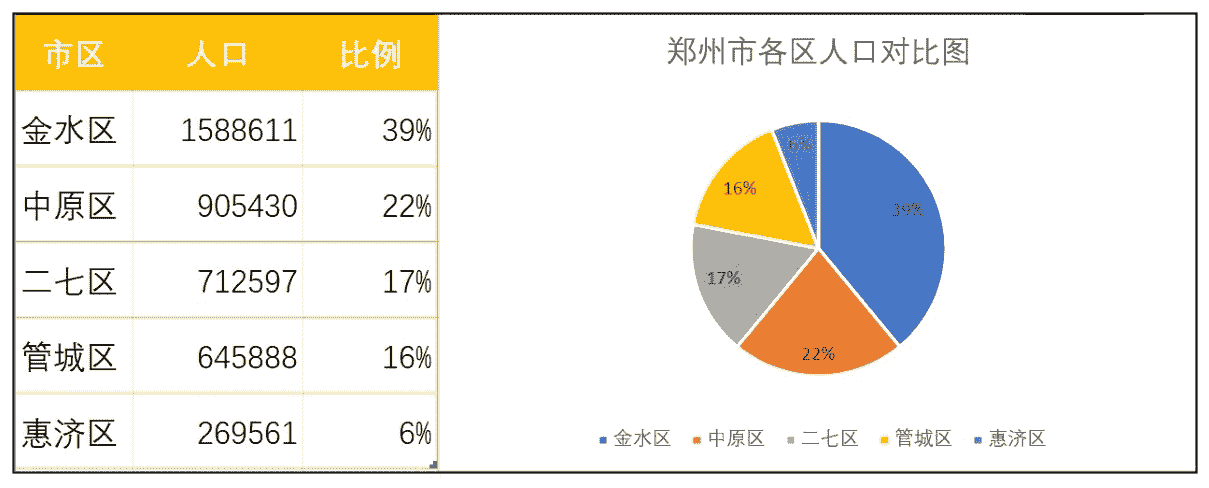 市区 人口 比例
金水区 1588611 39%
中原区 905430 22%
二七区 712597 17%
管城区 645888 16%
惠济区 269561 6%
郑州市各区人口对比图
6%
16%
39%
17%
22%
金水区 中原区 二七区 管城区 惠济区